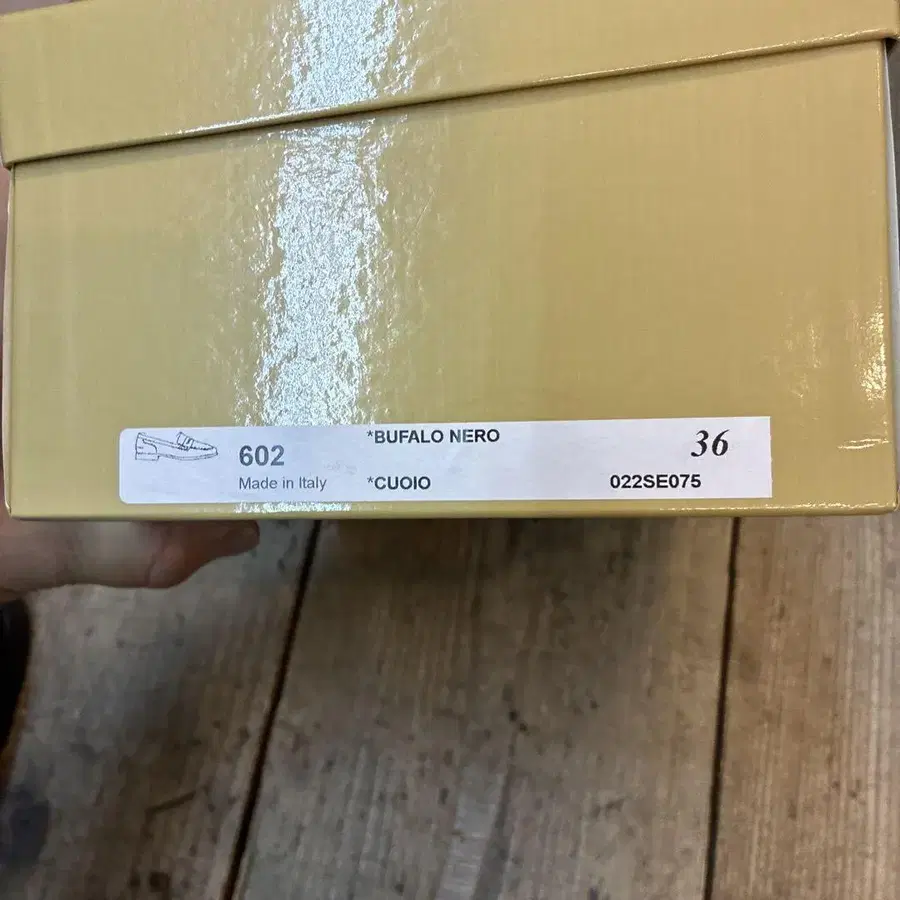 602
Made in Italy
*BUFALO NERO
*CUOIO
36
022SE075